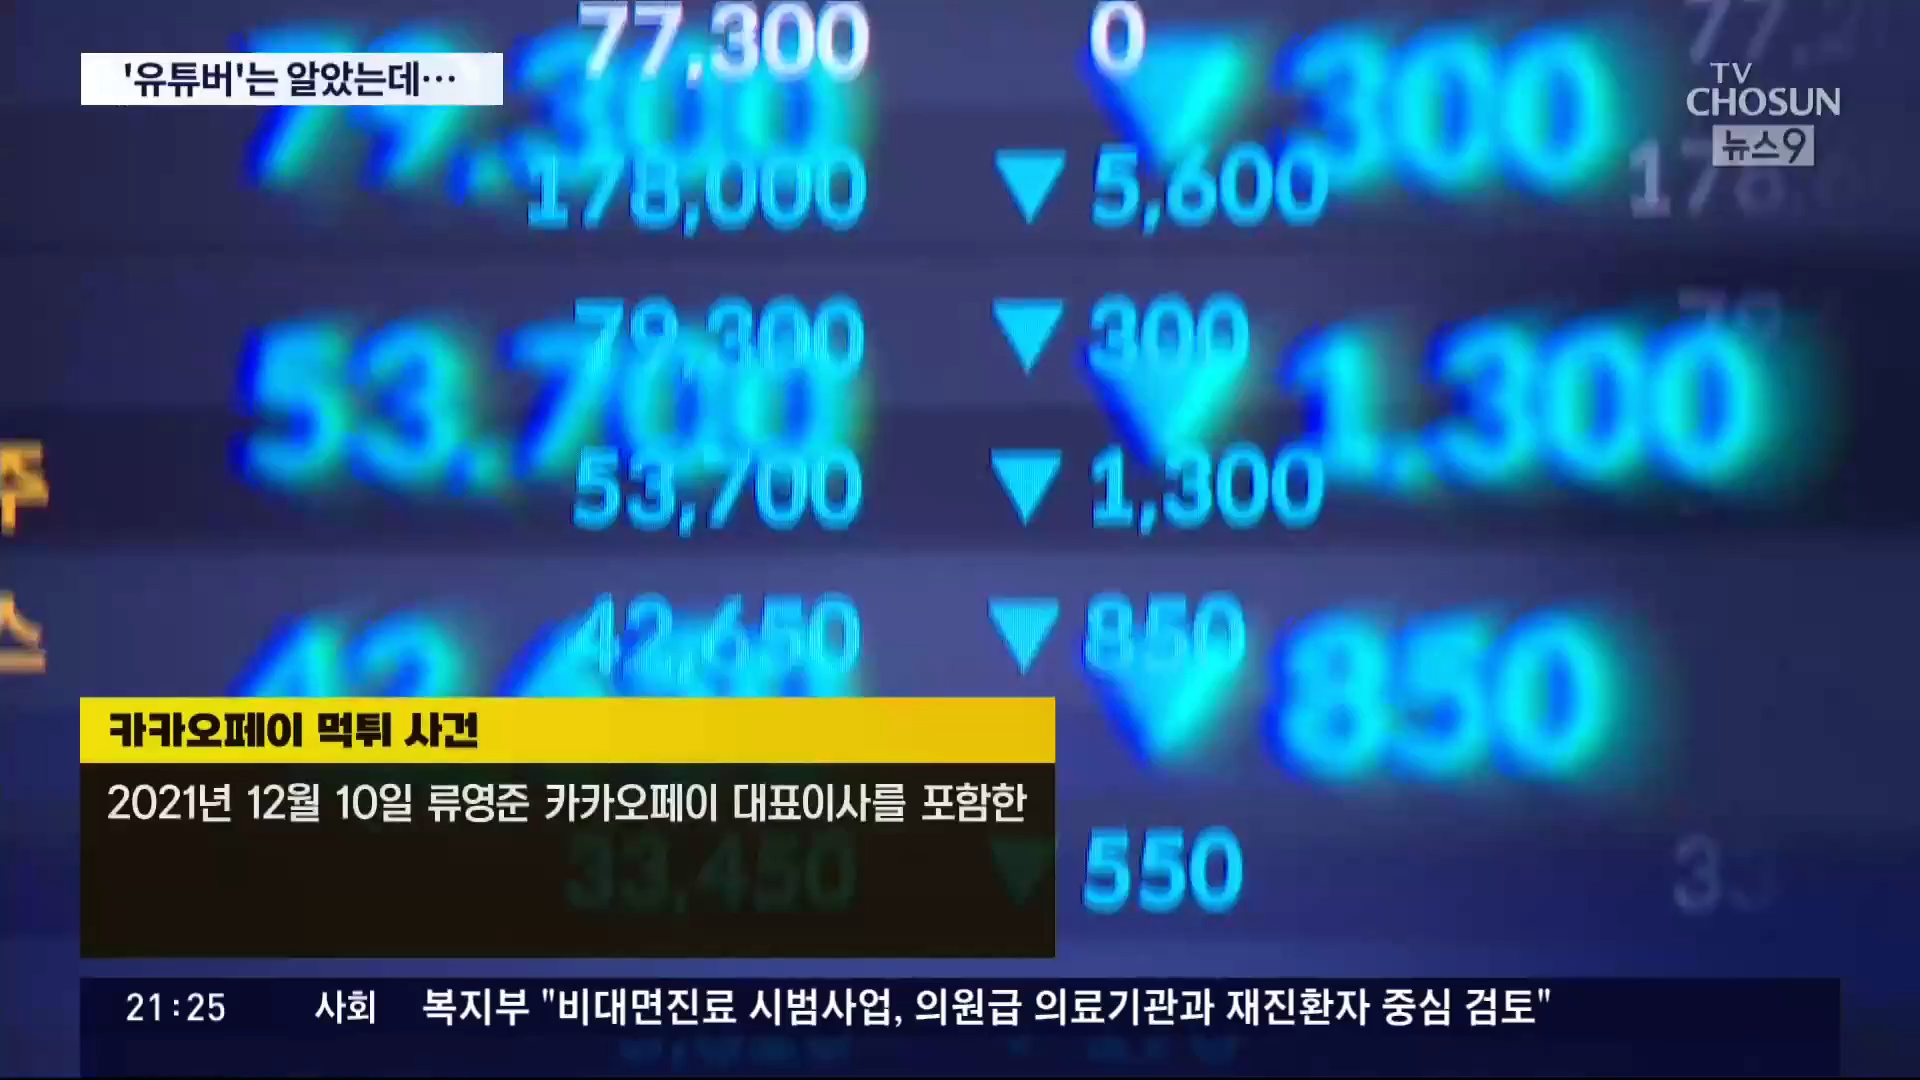 77,300 0
'유튜버'는 알았는데…
TV
CHOSUN
뉴스9
79,300 ▼ 300
178,000 ▼ 5,600
79,300 ▼ 300
53,700 ▼ 1,300
53,700 ▼ 1,300
42,650 ▼ 850
▼ 850
카카오페이 먹튀 사건
2021년 12월 10일 류영준 카카오페이 대표이사를 포함한
33,450 ▼ 550
21:25 사회 복지부 "비대면진료 시범사업, 의원급 의료기관과 재진환자 중심 검토"